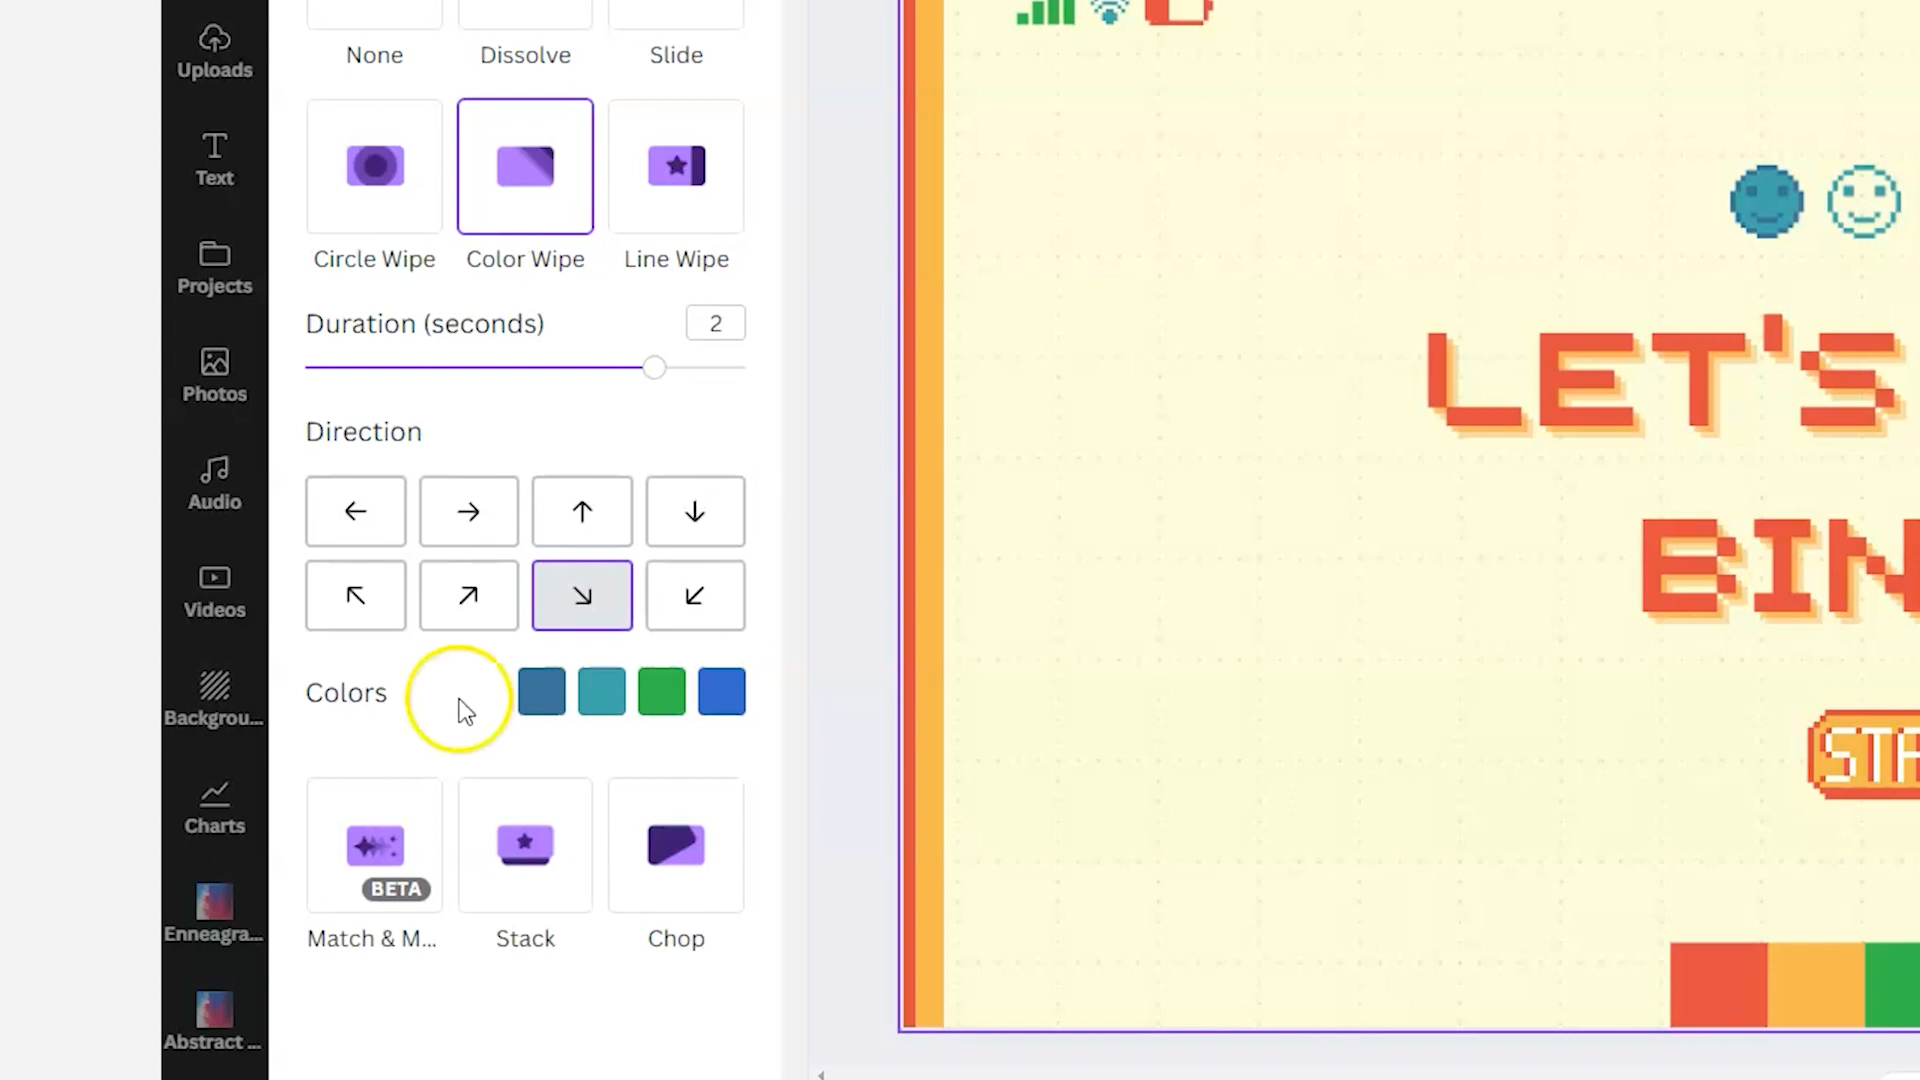 Uploads
Text
Projects
Photos
Audio
Videos
Backgrou...
Charts
Enneagra...
Abstract ...
None
Dissolve
Slide
Circle Wipe
Color Wipe
Line Wipe
Duration (seconds)
2
Direction
Colors
BETA
Match & M...
Stack
Chop
LET'S
BIN
STA